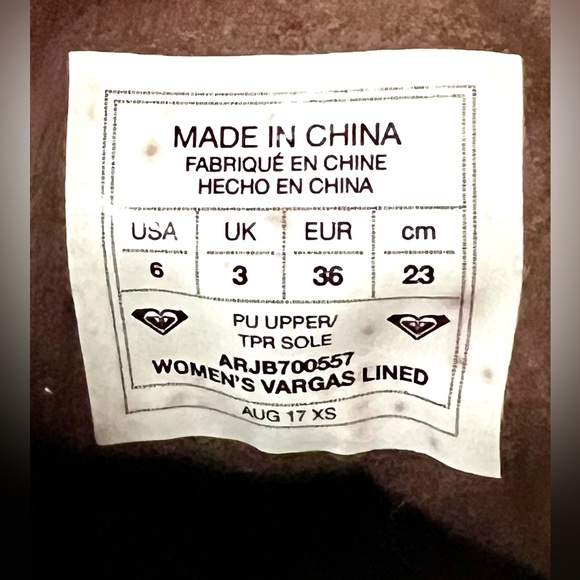 MADE IN CHINA
FABRIQUÉ EN CHINE
HECHO EN CHINA
USA UK EUR cm
6 3 36 23
PU UPPER/
TPR SOLE
ARJB700557
WOMEN'S VARGAS LINED
AUG 17 XS